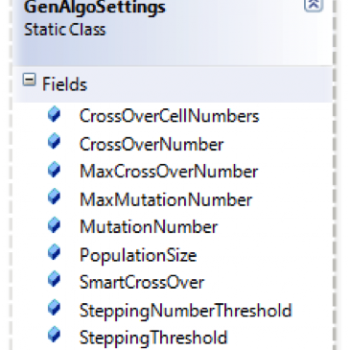 GenAlgoSettings
Static Class
Fields
CrossOverCellNumbers
CrossOverNumber
MaxCrossOverNumber
MaxMutationNumber
MutationNumber
PopulationSize
SmartCrossOver
SteppingNumberThreshold
SteppingThreshold